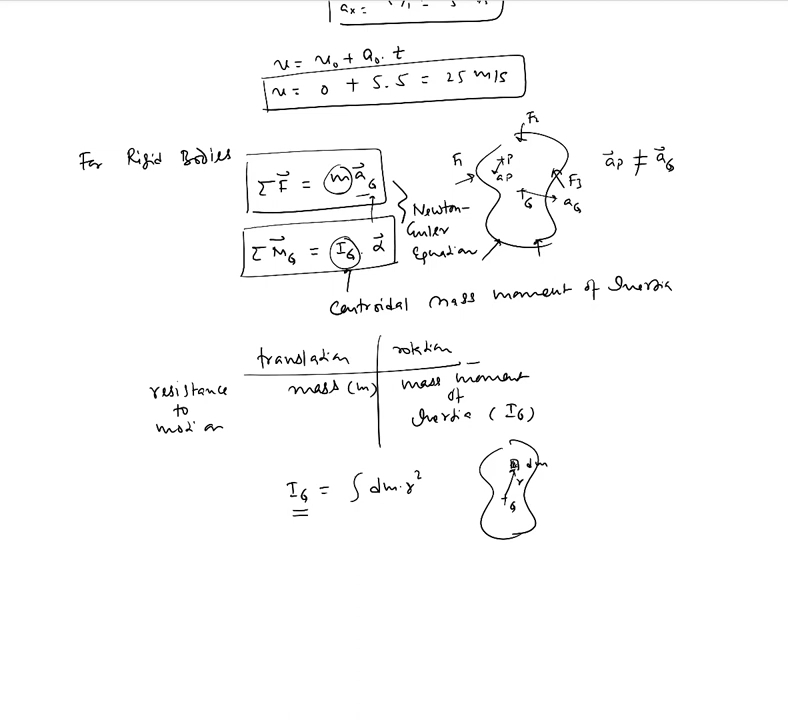 ax =
u = u₀ + a₀. t
u = 0 + 5.5 = 25 m/s
For Rigid Bodies
ΣF⃗ = m a⃗G
ΣM⃗G = IG . α⃗
Newton-
Euler
Equation
F₁
F₂
F3
+P
aP
G
aG
a⃗P ≠ a⃗G
Centroidal mass moment of Inertia
translation rotation
resistance
to
motion
mass (m)
mass moment
of
Inertia (IG)
IG = ∫ dm.r²
dm
r
G